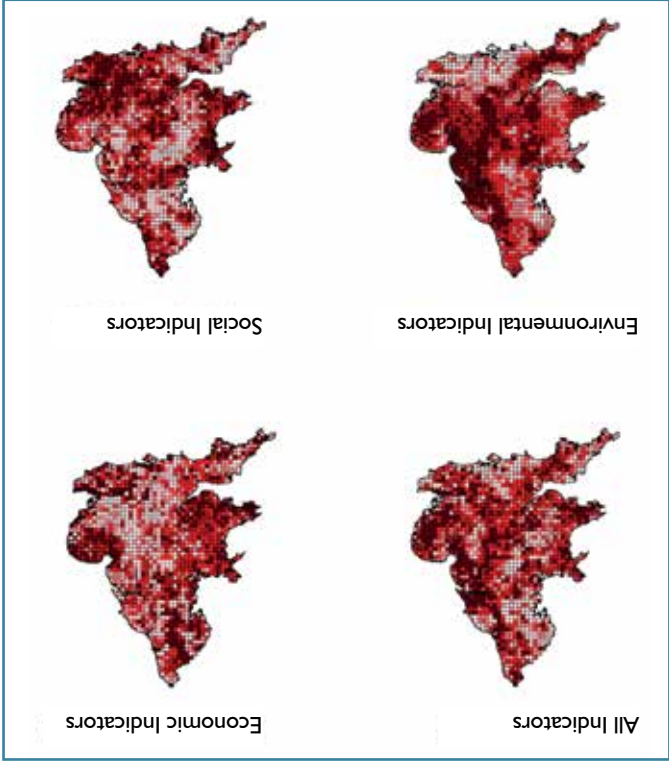 All Indicators
Economic Indicators
Environmental Indicators
Social Indicators